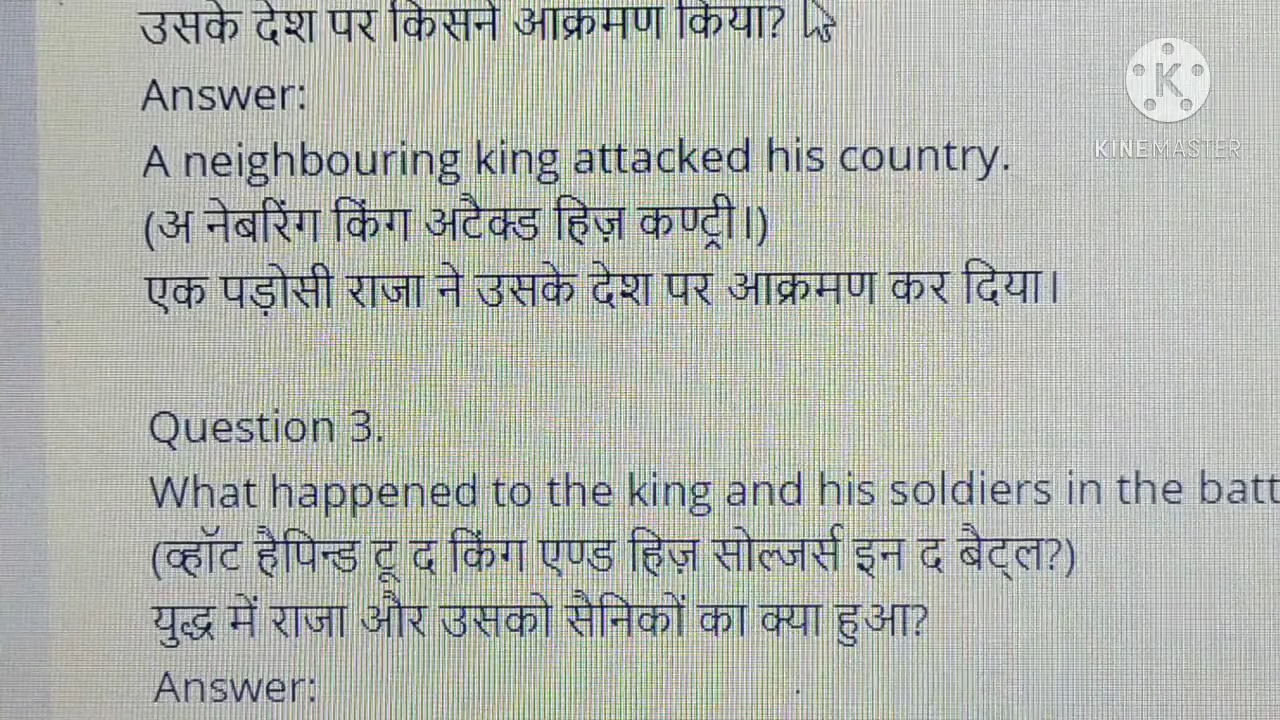 उसके देश पर किसने आक्रमण किया?
Answer:
A neighbouring king attacked his country.
(अ नेबरिंग किंग अटैक्ड हिज़ कण्ट्री।)
एक पड़ोसी राजा ने उसके देश पर आक्रमण कर दिया।
Question 3.
What happened to the king and his soldiers in the batt
(व्हॉट हैपिन्ड टू द किंग एण्ड हिज़ सोल्जर्स इन द बैट्ल?)
युद्ध में राजा और उसको सैनिकों का क्या हुआ?
Answer:
K
KINEMASTER